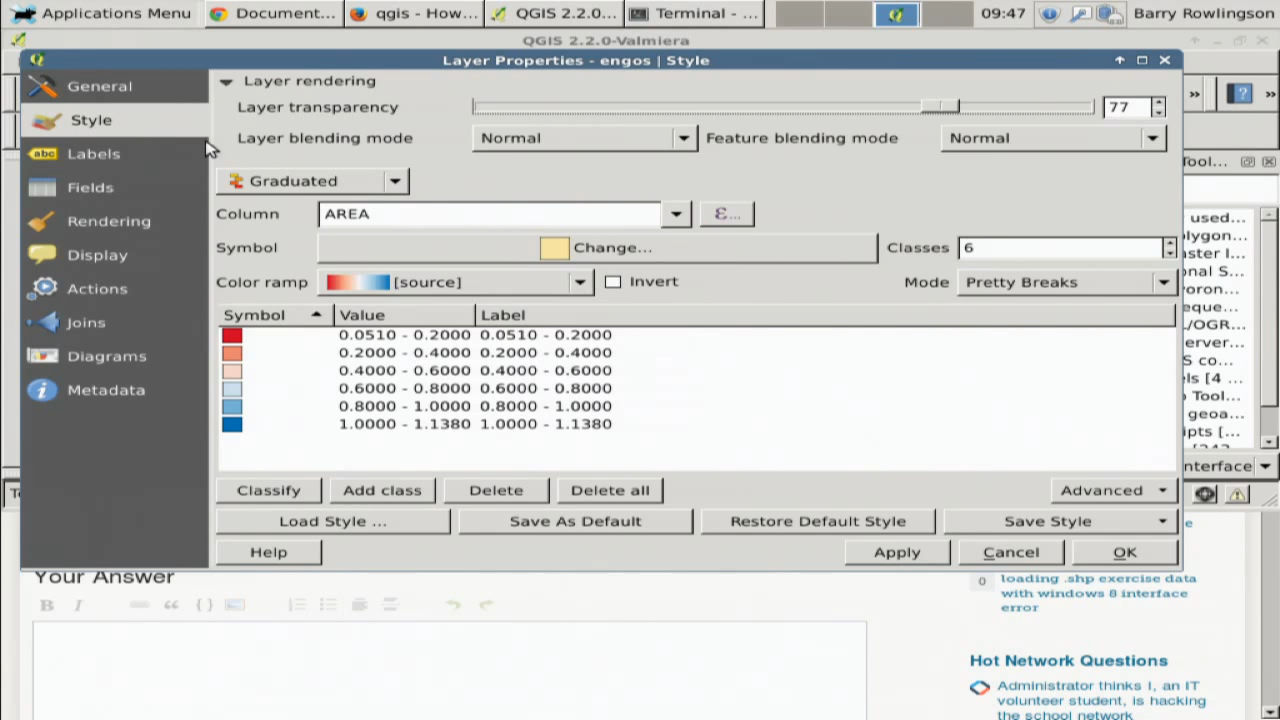 Applications Menu
Document...
qgis - How...
QGIS 2.2.0...
Terminal - ...
09:47
Barry Rowlingson
QGIS 2.2.0-Valmiera
Layer Properties - engos | Style
General
Style
Labels
Fields
Rendering
Display
Actions
Joins
Diagrams
Metadata
Layer rendering
Layer transparency
77
Layer blending mode
Normal
Feature blending mode
Normal
Graduated
Column
AREA
ε...
Symbol
Change...
Classes
6
Color ramp
[source]
Invert
Mode
Pretty Breaks
Symbol Value Label
0.0510 - 0.2000 0.0510 - 0.2000
0.2000 - 0.4000 0.2000 - 0.4000
0.4000 - 0.6000 0.4000 - 0.6000
0.6000 - 0.8000 0.6000 - 0.8000
0.8000 - 1.0000 0.8000 - 1.0000
1.0000 - 1.1380 1.0000 - 1.1380
Classify
Add class
Delete
Delete all
Advanced
Load Style ...
Save As Default
Restore Default Style
Save Style
Help
Apply
Cancel
OK
Tool...
used...
Your Answer
B I
0
loading .shp exercise data
with windows 8 interface
error
Hot Network Questions
Administrator thinks I, an IT
volunteer student, is hacking
the school network